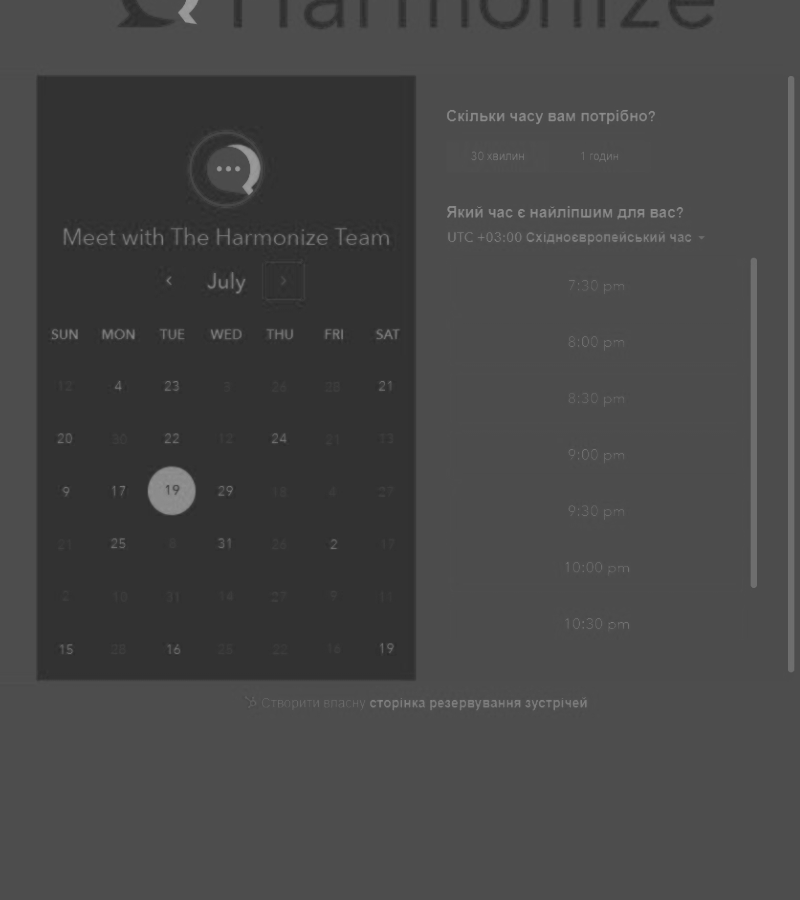 Harmonize
Meet with The Harmonize Team
July
SUN MON TUE WED THU FRI SAT
12 4 23 3 26 28 21
20 30 22 12 24 21 13
9 17 19 29 18 4 27
21 25 8 31 26 2 17
2 10 31 14 27 9 11
15 28 16 25 22 16 19
Скільки часу вам потрібно?
30 хвилин 1 годин
Який час є найліпшим для вас?
UTC +03:00 Східноєвропейський час
7:30 pm
8:00 pm
8:30 pm
9:00 pm
9:30 pm
10:00 pm
10:30 pm
Створити власну сторінка резервування зустрічей